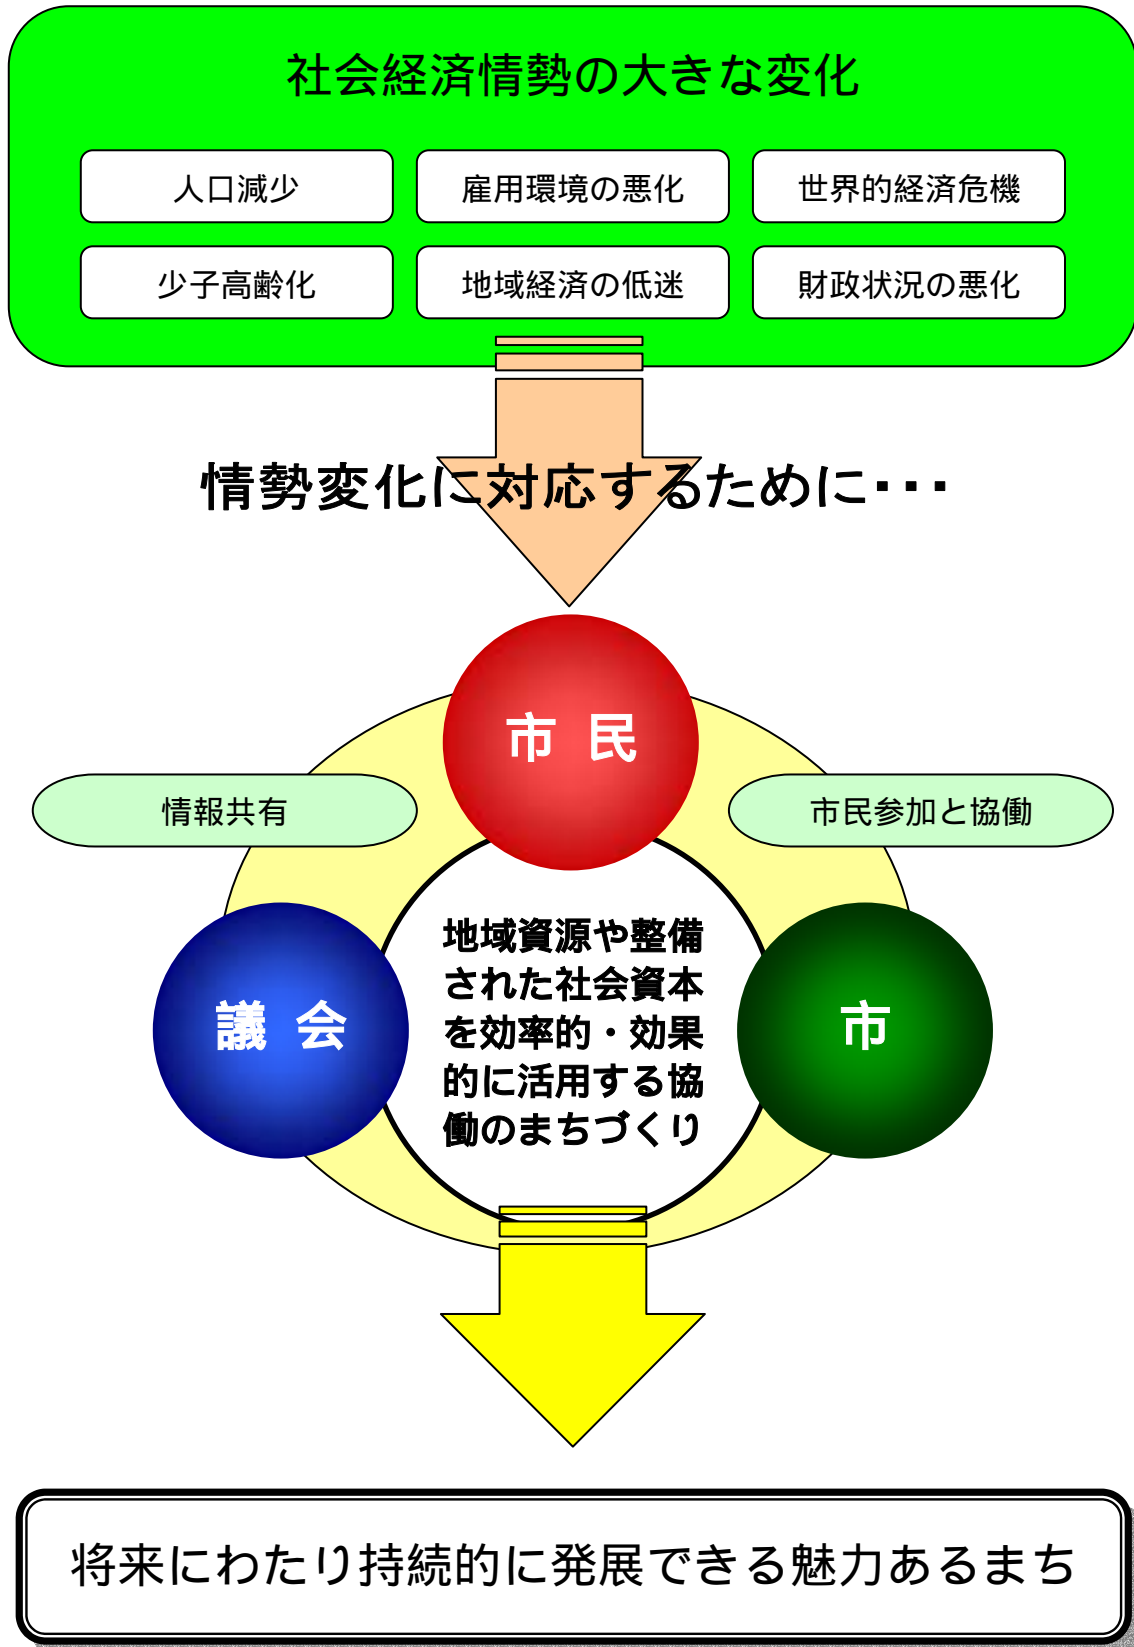 社会経済情勢の大きな変化
人口減少
雇用環境の悪化
世界的経済危機
少子高齢化
地域経済の低迷
財政状況の悪化
情勢変化に対応するために･･･
市 民
情報共有
市民参加と協働
議 会
市
地域資源や整備
された社会資本
を効率的・効果
的に活用する協
働のまちづくり
将来にわたり持続的に発展できる魅力あるまち